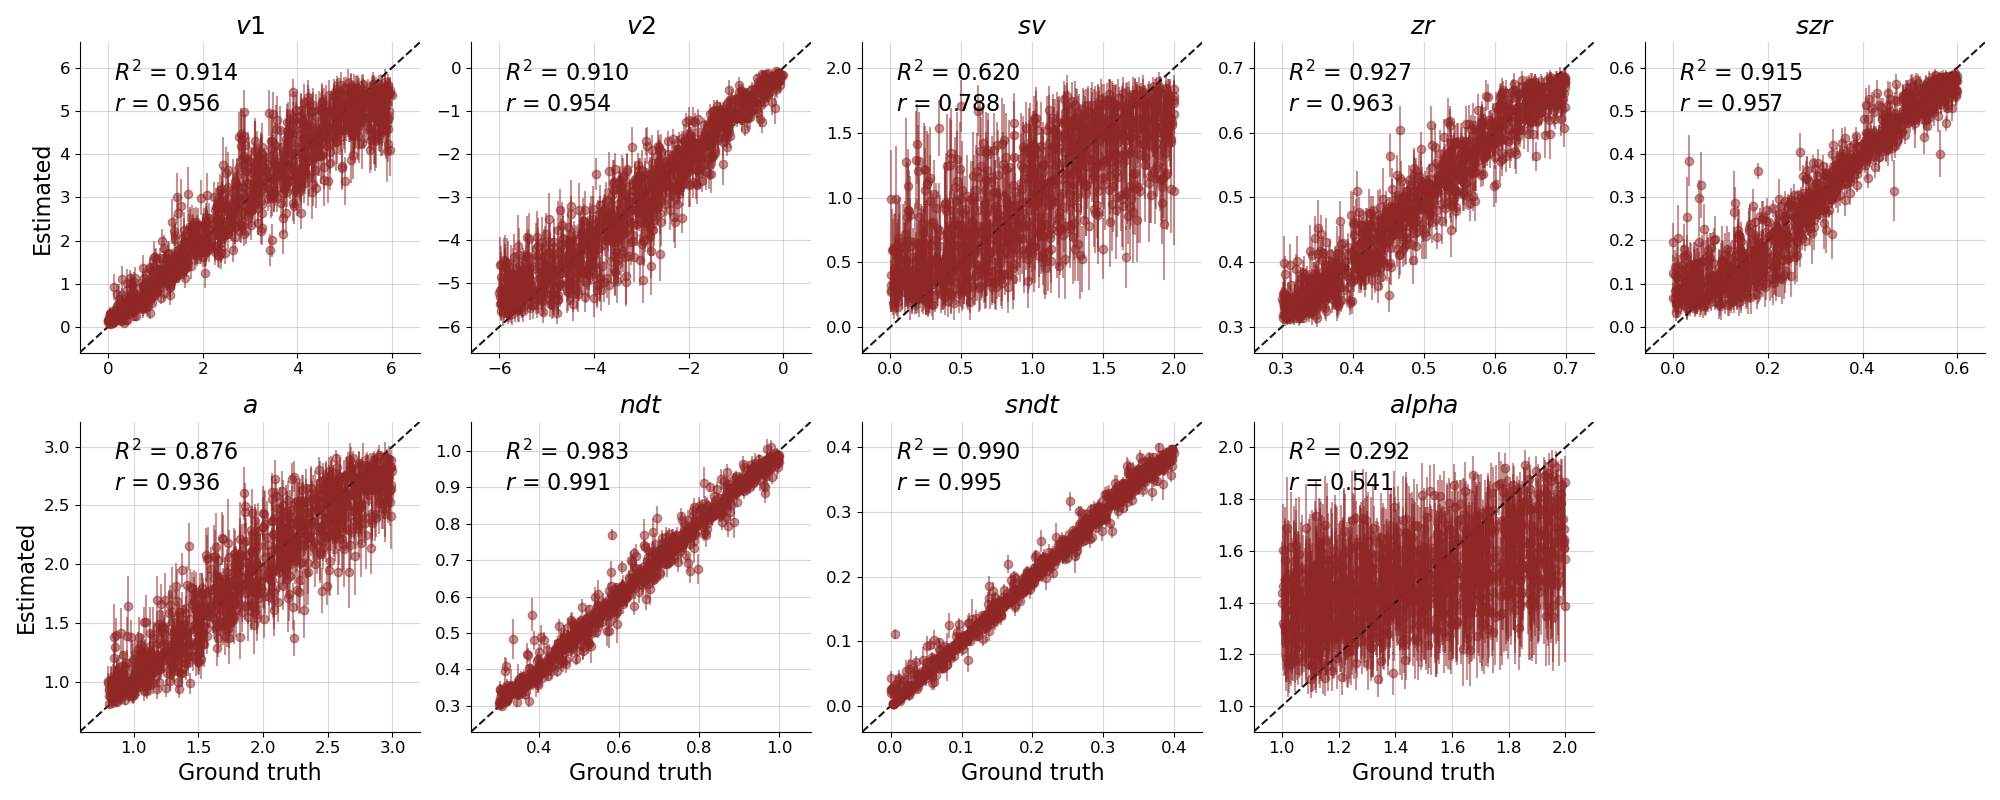 v1
R² = 0.914
r = 0.956
Estimated
6
5
4
3
2
1
0
0 2 4 6
v2
R² = 0.910
r = 0.954
0
−1
−2
−3
−4
−5
−6
−6 −4 −2 0
sv
R² = 0.620
r = 0.788
2.0
1.5
1.0
0.5
0.0
0.0 0.5 1.0 1.5 2.0
zr
R² = 0.927
r = 0.963
0.7
0.6
0.5
0.4
0.3
0.3 0.4 0.5 0.6 0.7
szr
R² = 0.915
r = 0.957
0.6
0.5
0.4
0.3
0.2
0.1
0.0
0.0 0.2 0.4 0.6
a
R² = 0.876
r = 0.936
Estimated
3.0
2.5
2.0
1.5
1.0
1.0 1.5 2.0 2.5 3.0
Ground truth
ndt
R² = 0.983
r = 0.991
1.0
0.9
0.8
0.7
0.6
0.5
0.4
0.3
0.4 0.6 0.8 1.0
Ground truth
sndt
R² = 0.990
r = 0.995
0.4
0.3
0.2
0.1
0.0
0.0 0.1 0.2 0.3 0.4
Ground truth
alpha
R² = 0.292
r = 0.541
2.0
1.8
1.6
1.4
1.2
1.0
1.0 1.2 1.4 1.6 1.8 2.0
Ground truth